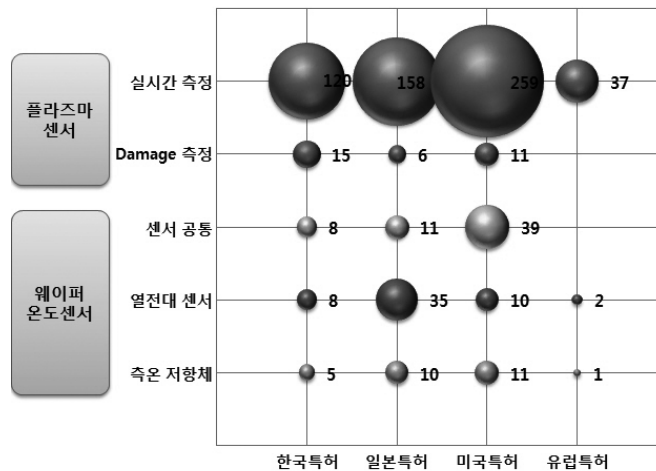 플라즈마
센서
실시간 측정 120 158 259 37
Damage 측정 15 6 11
웨이퍼
온도센서
센서 공통 8 11 39
열전대 센서 8 35 10 2
측온 저항체 5 10 11 1
한국특허 일본특허 미국특허 유럽특허